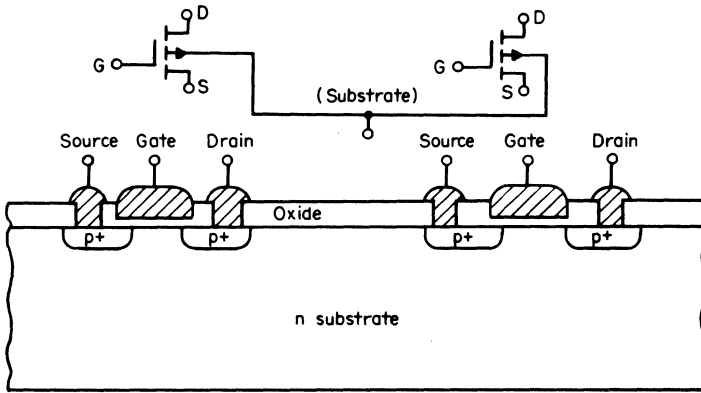 D
D
G
G
S
S
(Substrate)
Source Gate Drain
Source Gate Drain
Oxide
p+ p+ p+ p+
n substrate